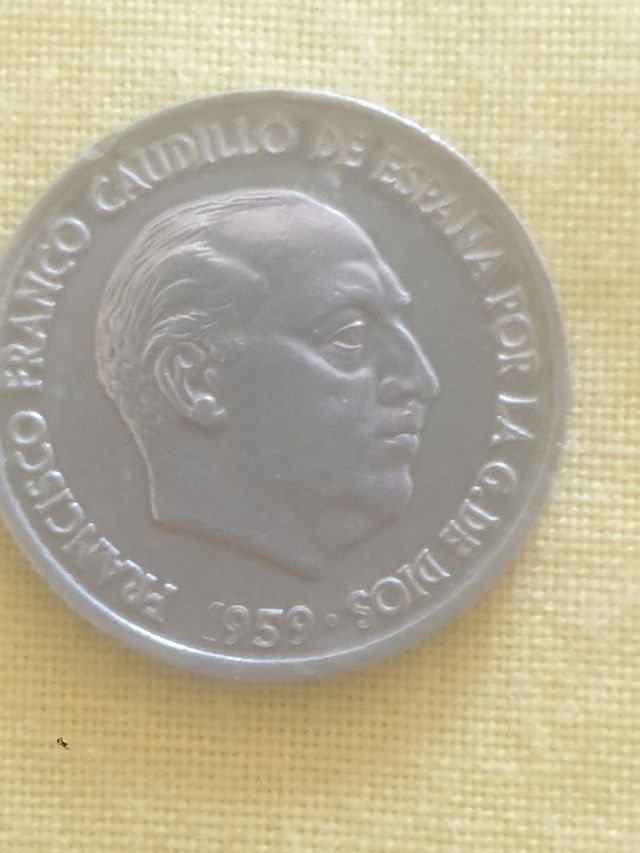 FRANCISCO FRANCO CAUDILLO DE ESPAÑA POR LA G. DE DIOS
· 1959 ·